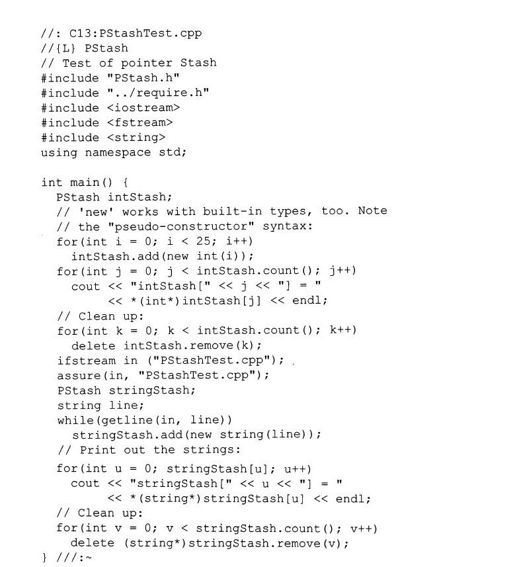 //: C13:PStashTest.cpp
//{L} PStash
// Test of pointer Stash
#include "PStash.h"
#include "../require.h"
#include <iostream>
#include <fstream>
#include <string>
using namespace std;

int main() {
  PStash intStash;
  // 'new' works with built-in types, too. Note
  // the "pseudo-constructor" syntax:
  for(int i = 0; i < 25; i++)
    intStash.add(new int(i));
  for(int j = 0; j < intStash.count(); j++)
    cout << "intStash[" << j << "] = "
         << *(int*)intStash[j] << endl;
  // Clean up:
  for(int k = 0; k < intStash.count(); k++)
    delete intStash.remove(k);
  ifstream in ("PStashTest.cpp");
  assure(in, "PStashTest.cpp");
  PStash stringStash;
  string line;
  while(getline(in, line))
    stringStash.add(new string(line));
  // Print out the strings:
  for(int u = 0; stringStash[u]; u++)
    cout << "stringStash[" << u << "] = "
         << *(string*)stringStash[u] << endl;
  // Clean up:
  for(int v = 0; v < stringStash.count(); v++)
    delete (string*)stringStash.remove(v);
} ///:~